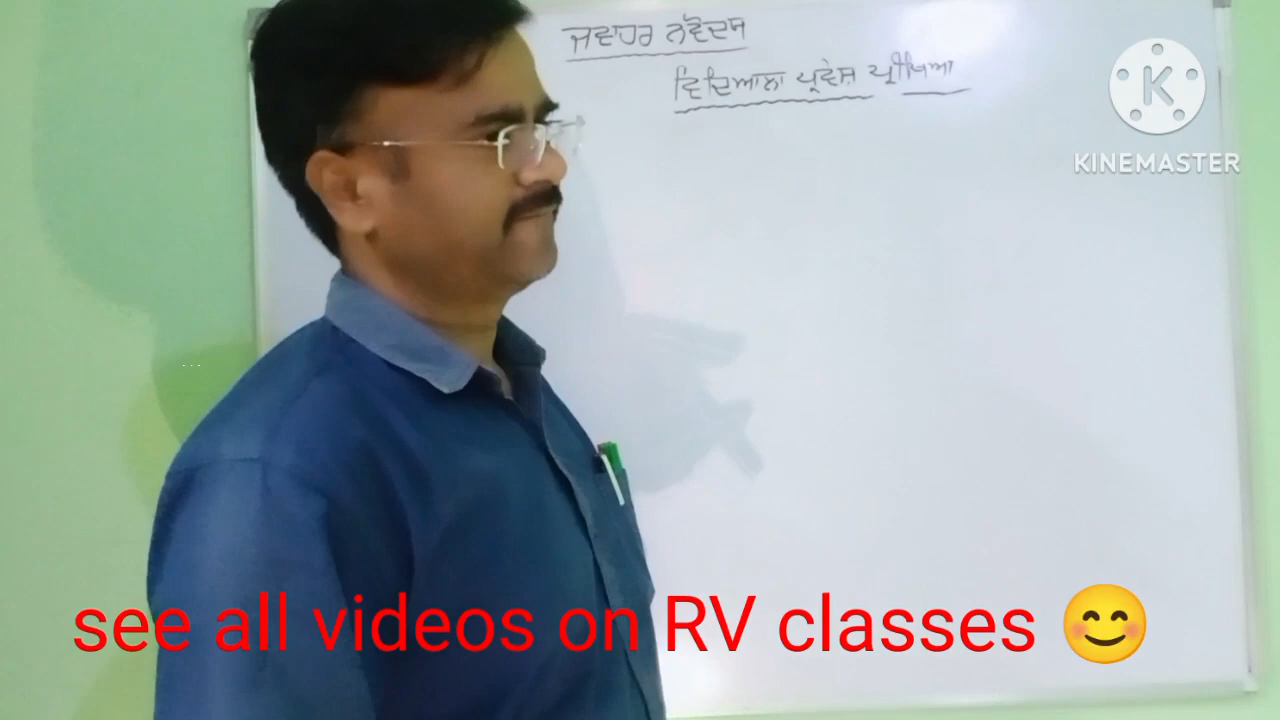 ਜਵਾਹਰ ਨਵੋਦਯ
ਵਿਦਿਆਲਾ ਪ੍ਰਵੇਸ਼ ਪ੍ਰੀਖਿਆ
K
KINEMASTER
see all videos on RV classes 😊